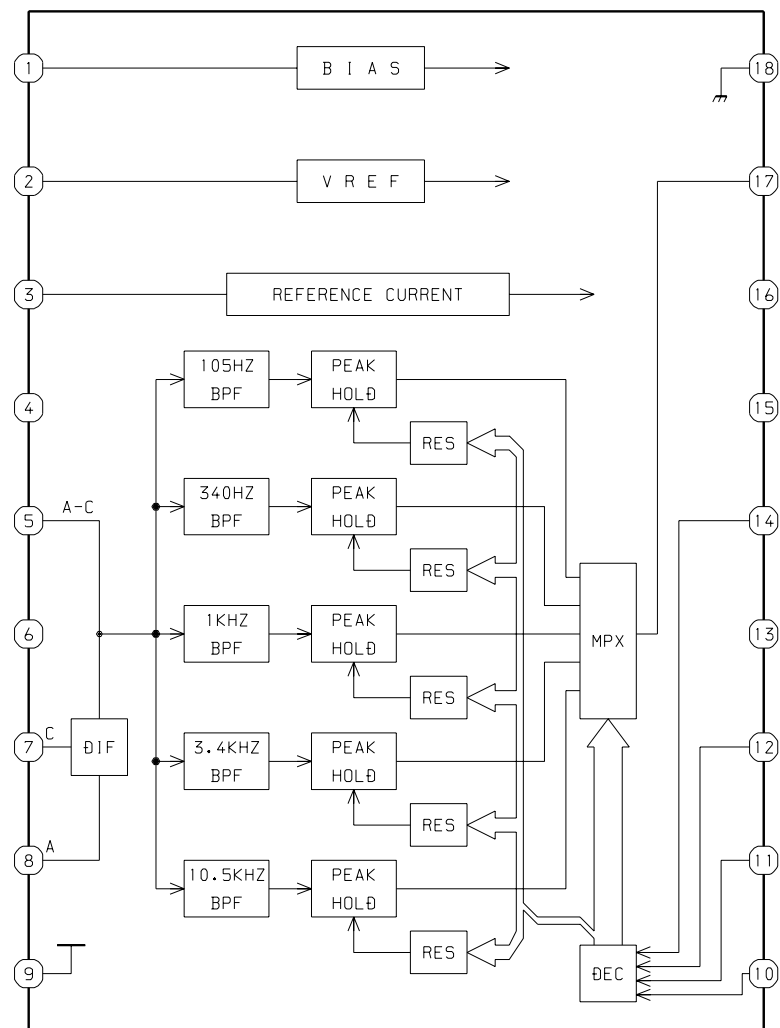 1
B I A S
18
2
V R E F
17
3
REFERENCE CURRENT
16
105HZ
BPF
PEAK
HOLD
4
15
RES
340HZ
BPF
PEAK
HOLD
A-C
5
14
RES
1KHZ
BPF
PEAK
HOLD
6
13
MPX
RES
C
7
DIF
3.4KHZ
BPF
PEAK
HOLD
12
RES
A
8
11
10.5KHZ
BPF
PEAK
HOLD
RES
9
DEC
10